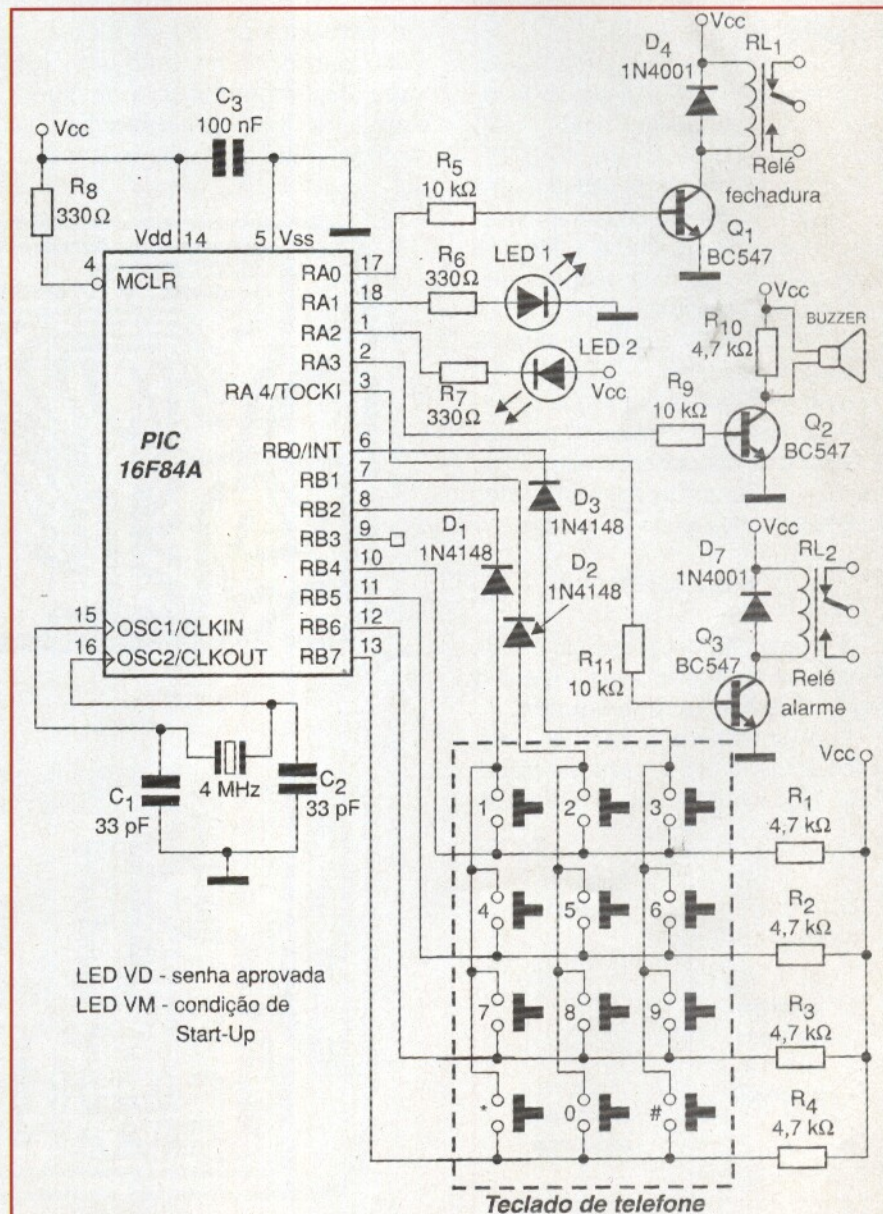 Vcc
D4
1N4001
RL1
Relé
fechadura
Q1
BC547
C3
100 nF
Vcc
R8
330Ω
Vdd 14
5 Vss
4
MCLR
R5
10 kΩ
RA0 17
RA1 18
RA2 1
RA3 2
RA 4/TOCKI 3
R6
330Ω
LED 1
R7
330Ω
LED 2
Vcc
Vcc
R10
4,7 kΩ
BUZZER
R9
10 kΩ
Q2
BC547
PIC
16F84A
RB0/INT 6
RB1 7
RB2 8
RB3 9
RB4 10
RB5 11
RB6 12
RB7 13
15 OSC1/CLKIN
16 OSC2/CLKOUT
D1
1N4148
D3
1N4148
D2
1N4148
R11
10 kΩ
Vcc
D7
1N4001
RL2
Q3
BC547
Relé
alarme
C1
33 pF
4 MHz
C2
33 pF
Vcc
1 2 3
R1
4,7 kΩ
4 5 6
R2
4,7 kΩ
LED VD - senha aprovada
LED VM - condição de
Start-Up
7 8 9
R3
4,7 kΩ
* 0 #
R4
4,7 kΩ
Teclado de telefone